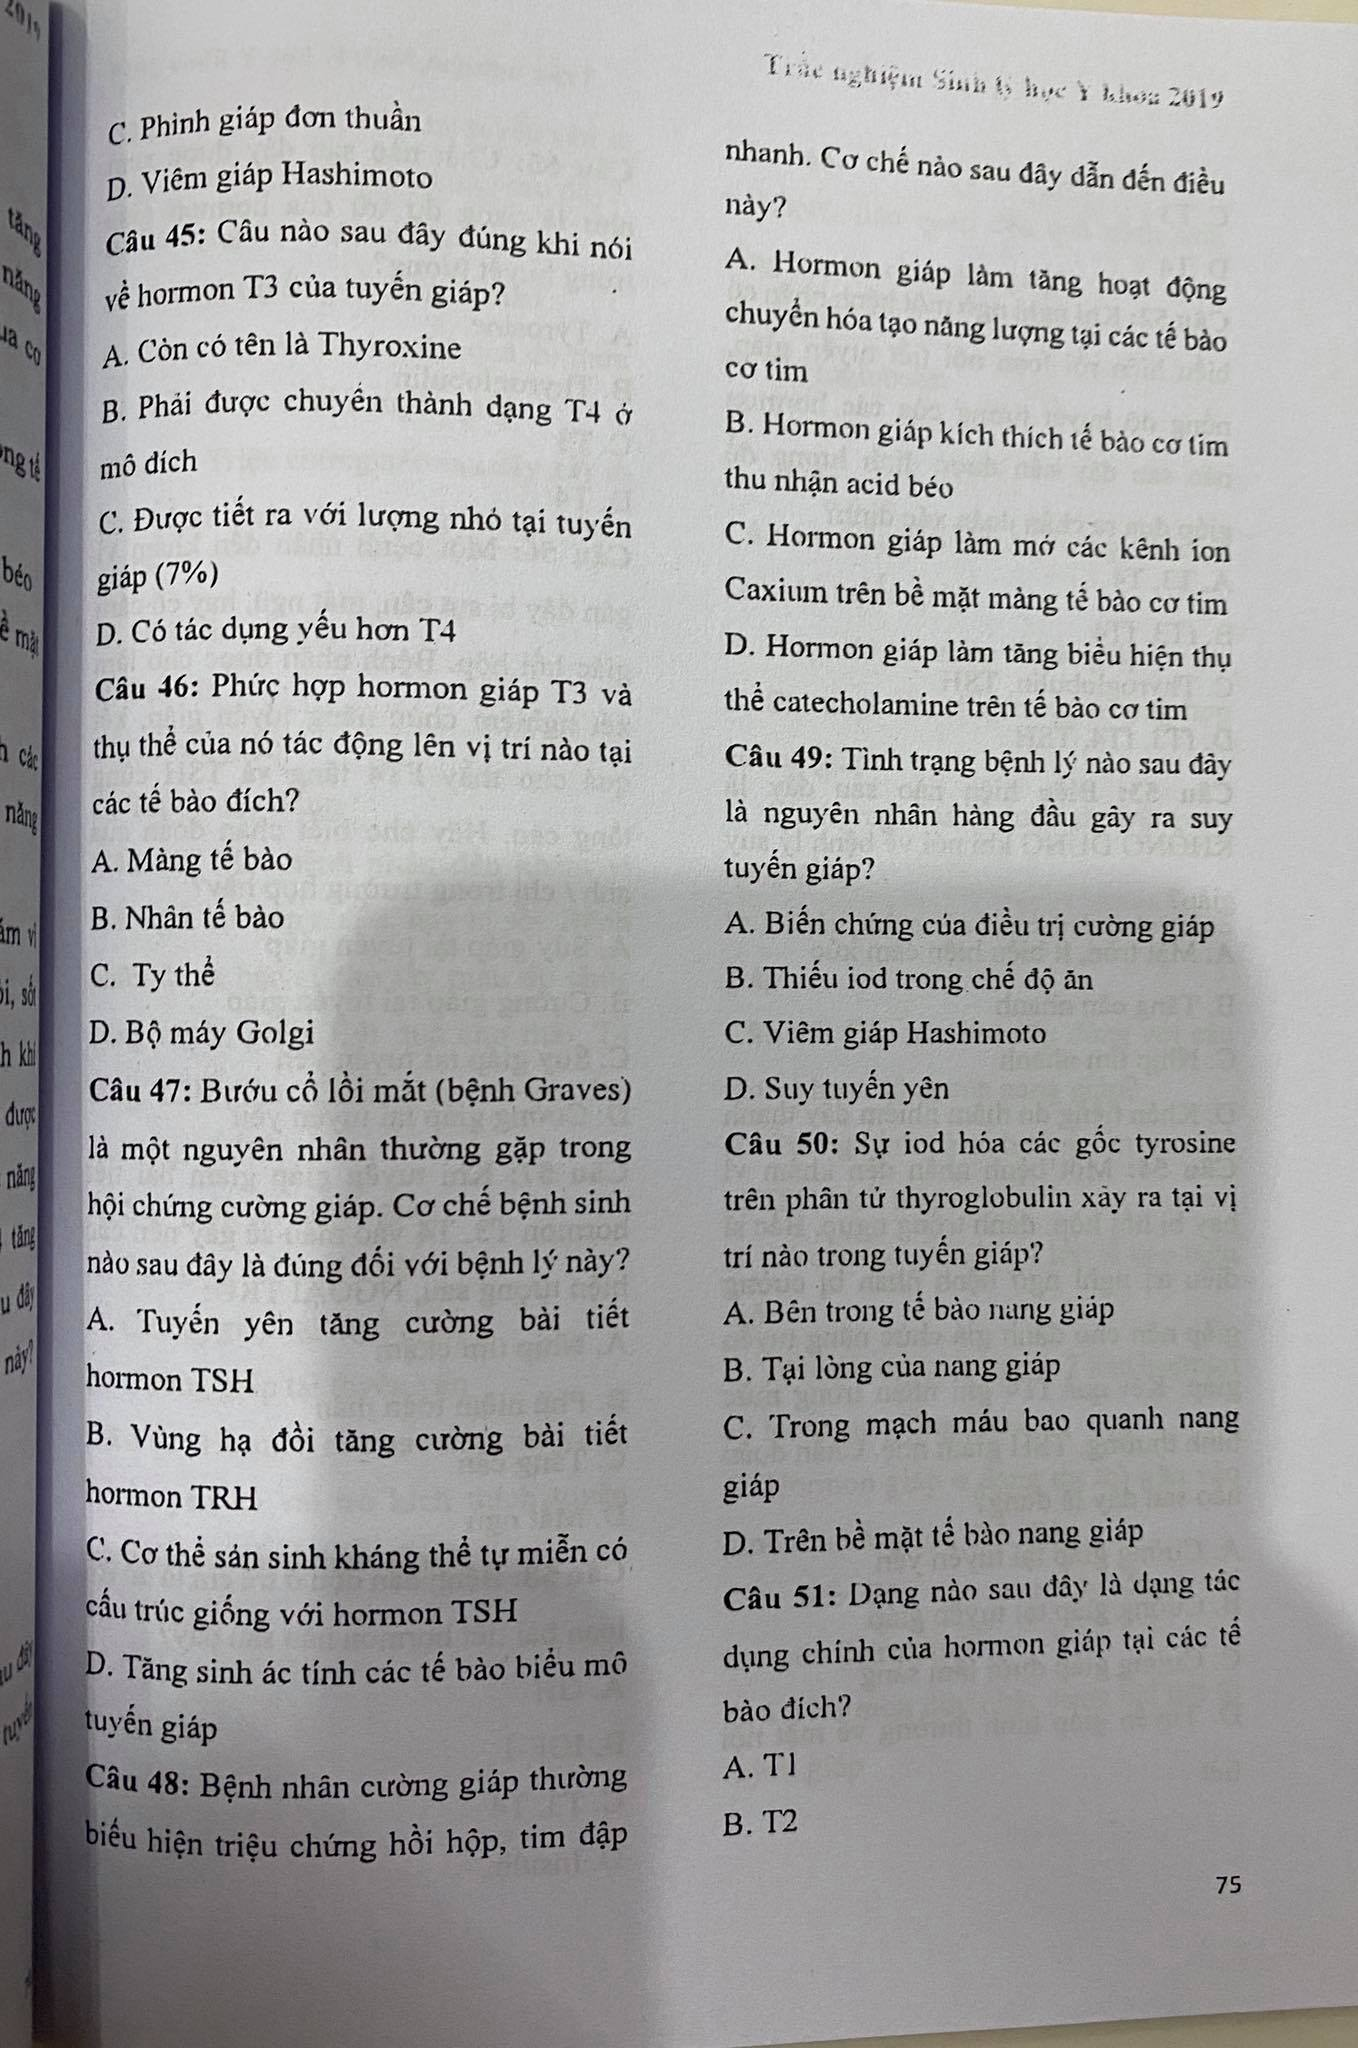 Trắc nghiệm Sinh lý học Y khoa 2019
C. Phình giáp đơn thuần
D. Viêm giáp Hashimoto
Câu 45: Câu nào sau đây đúng khi nói
về hormon T3 của tuyến giáp?
A. Còn có tên là Thyroxine
B. Phải được chuyển thành dạng T4 ở
mô đích
C. Được tiết ra với lượng nhỏ tại tuyến
giáp (7%)
D. Có tác dụng yếu hơn T4
Câu 46: Phức hợp hormon giáp T3 và
thụ thể của nó tác động lên vị trí nào tại
các tế bào đích?
A. Màng tế bào
B. Nhân tế bào
C. Ty thể
D. Bộ máy Golgi
Câu 47: Bướu cổ lồi mắt (bệnh Graves)
là một nguyên nhân thường gặp trong
hội chứng cường giáp. Cơ chế bệnh sinh
nào sau đây là đúng đối với bệnh lý này?
A. Tuyến yên tăng cường bài tiết
hormon TSH
B. Vùng hạ đồi tăng cường bài tiết
hormon TRH
C. Cơ thể sản sinh kháng thể tự miễn có
cấu trúc giống với hormon TSH
D. Tăng sinh ác tính các tế bào biểu mô
tuyến giáp
Câu 48: Bệnh nhân cường giáp thường
biểu hiện triệu chứng hồi hộp, tim đập
nhanh. Cơ chế nào sau đây dẫn đến điều
này?
A. Hormon giáp làm tăng hoạt động
chuyển hóa tạo năng lượng tại các tế bào
cơ tim
B. Hormon giáp kích thích tế bào cơ tim
thu nhận acid béo
C. Hormon giáp làm mở các kênh ion
Caxium trên bề mặt màng tế bào cơ tim
D. Hormon giáp làm tăng biểu hiện thụ
thể catecholamine trên tế bào cơ tim
Câu 49: Tình trạng bệnh lý nào sau đây
là nguyên nhân hàng đầu gây ra suy
tuyến giáp?
A. Biến chứng của điều trị cường giáp
B. Thiếu iod trong chế độ ăn
C. Viêm giáp Hashimoto
D. Suy tuyến yên
Câu 50: Sự iod hóa các gốc tyrosine
trên phân tử thyroglobulin xảy ra tại vị
trí nào trong tuyến giáp?
A. Bên trong tế bào nang giáp
B. Tại lòng của nang giáp
C. Trong mạch máu bao quanh nang
giáp
D. Trên bề mặt tế bào nang giáp
Câu 51: Dạng nào sau đây là dạng tác
dụng chính của hormon giáp tại các tế
bào đích?
A. T1
B. T2
75